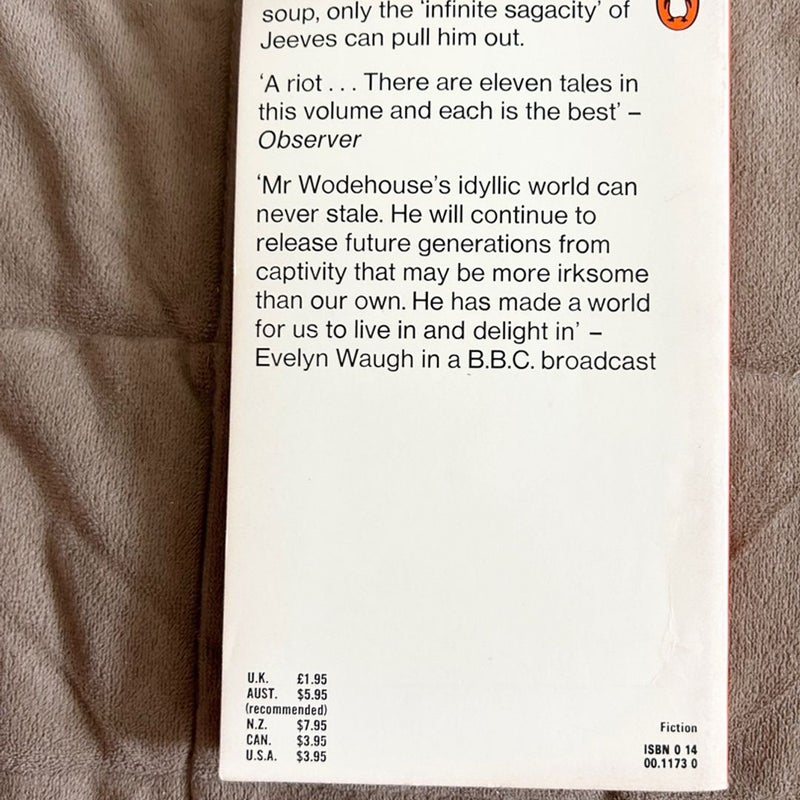 soup, only the 'infinite sagacity' of
Jeeves can pull him out.
'A riot . . . There are eleven tales in
this volume and each is the best' –
Observer
'Mr Wodehouse's idyllic world can
never stale. He will continue to
release future generations from
captivity that may be more irksome
than our own. He has made a world
for us to live in and delight in' –
Evelyn Waugh in a B.B.C. broadcast
U.K. £1.95
AUST. $5.95
(recommended)
N.Z. $7.95
CAN. $3.95
U.S.A. $3.95
Fiction
ISBN 0 14
00.1173 0